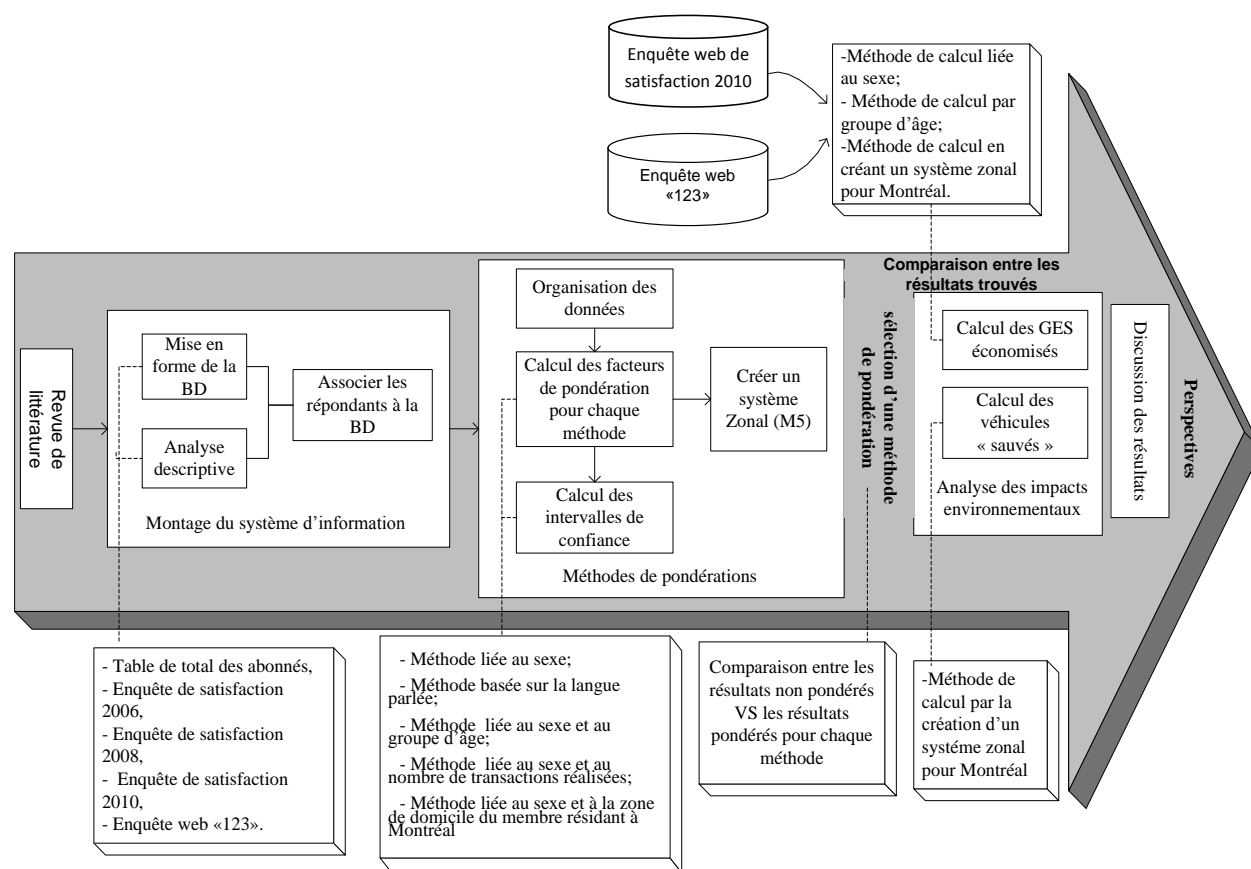 Enquête web de
satisfaction 2010
Enquête web
«123»
-Méthode de calcul liée
au sexe;
- Méthode de calcul par
groupe d’âge;
-Méthode de calcul en
créant un système zonal
pour Montréal.
Revue de
littérature
Mise en
forme de la
BD
Analyse
descriptive
Associer les
répondants à la
BD
Montage du système d’information
Organisation des
données
Calcul des facteurs
de pondération
pour chaque
méthode
Calcul des
intervalles de
confiance
Créer un
système
Zonal (M5)
Méthodes de pondérations
sélection d’une méthode
de pondération
Comparaison entre les
résultats trouvés
Calcul des GES
économisés
Calcul des
véhicules
« sauvés »
Analyse des impacts
environnementaux
Discussion des résultats
Perspectives
- Table de total des abonnés,
- Enquête de satisfaction
2006,
- Enquête de satisfaction
2008,
- Enquête de satisfaction
2010,
- Enquête web «123».
- Méthode liée au sexe;
- Méthode basée sur la langue
parlée;
- Méthode liée au sexe et au
groupe d’âge;
- Méthode liée au sexe et au
nombre de transactions réalisées;
- Méthode liée au sexe et à la zone
de domicile du membre résidant à
Montréal
Comparaison entre les
résultats non pondérés
VS les résultats
pondérés pour chaque
méthode
-Méthode de
calcul par la
création d’un
systéme zonal
pour Montréal